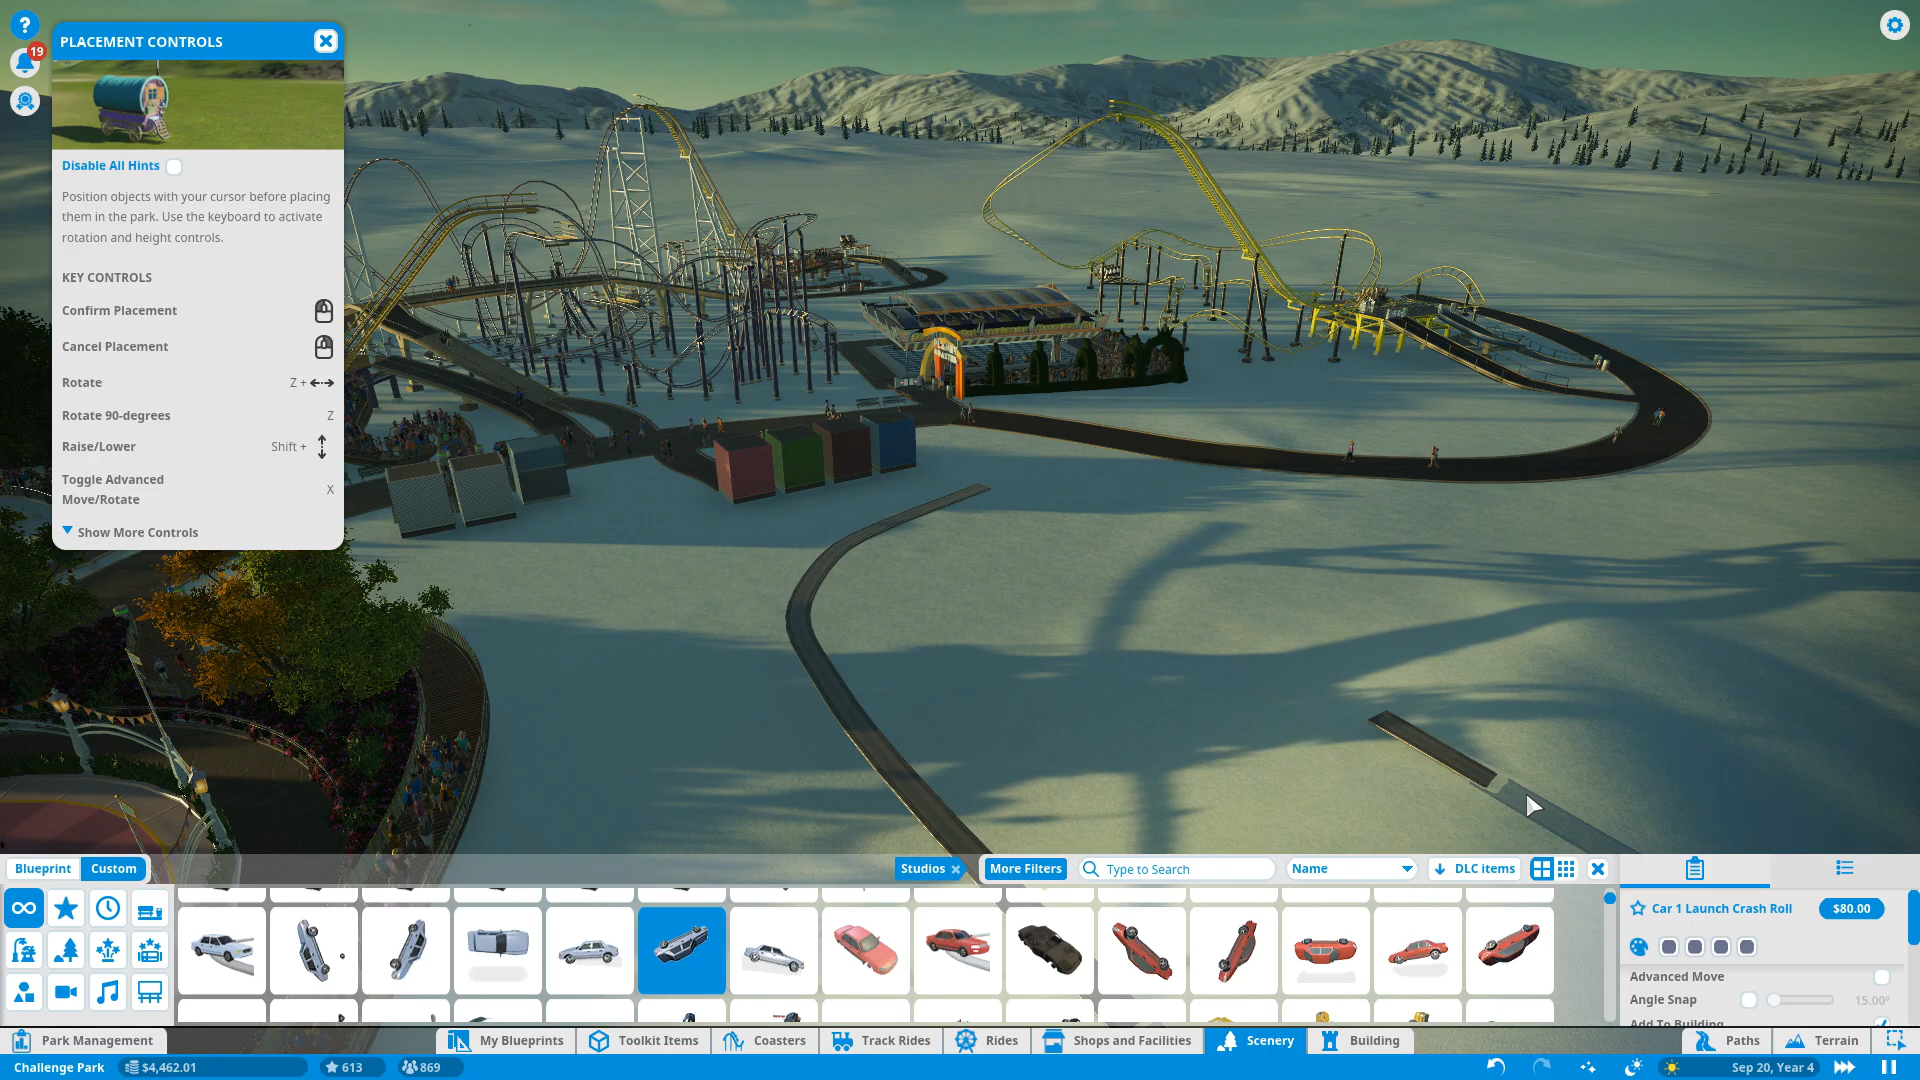 ?
19
PLACEMENT CONTROLS
Disable All Hints
Position objects with your cursor before placing
them in the park. Use the keyboard to activate
rotation and height controls.
KEY CONTROLS
Confirm Placement
Cancel Placement
Rotate Z +
Rotate 90-degrees Z
Raise/Lower Shift +
Toggle Advanced
Move/Rotate X
Show More Controls
Blueprint Custom
Studios
More Filters
Type to Search
Name
DLC items
Car 1 Launch Crash Roll $80.00
Advanced Move
Angle Snap 15.00°
Add To Building
Park Management
My Blueprints
Toolkit Items
Coasters
Track Rides
Rides
Shops and Facilities
Scenery
Building
Paths
Terrain
Challenge Park
$4,462.01
613
869
Sep 20, Year 4